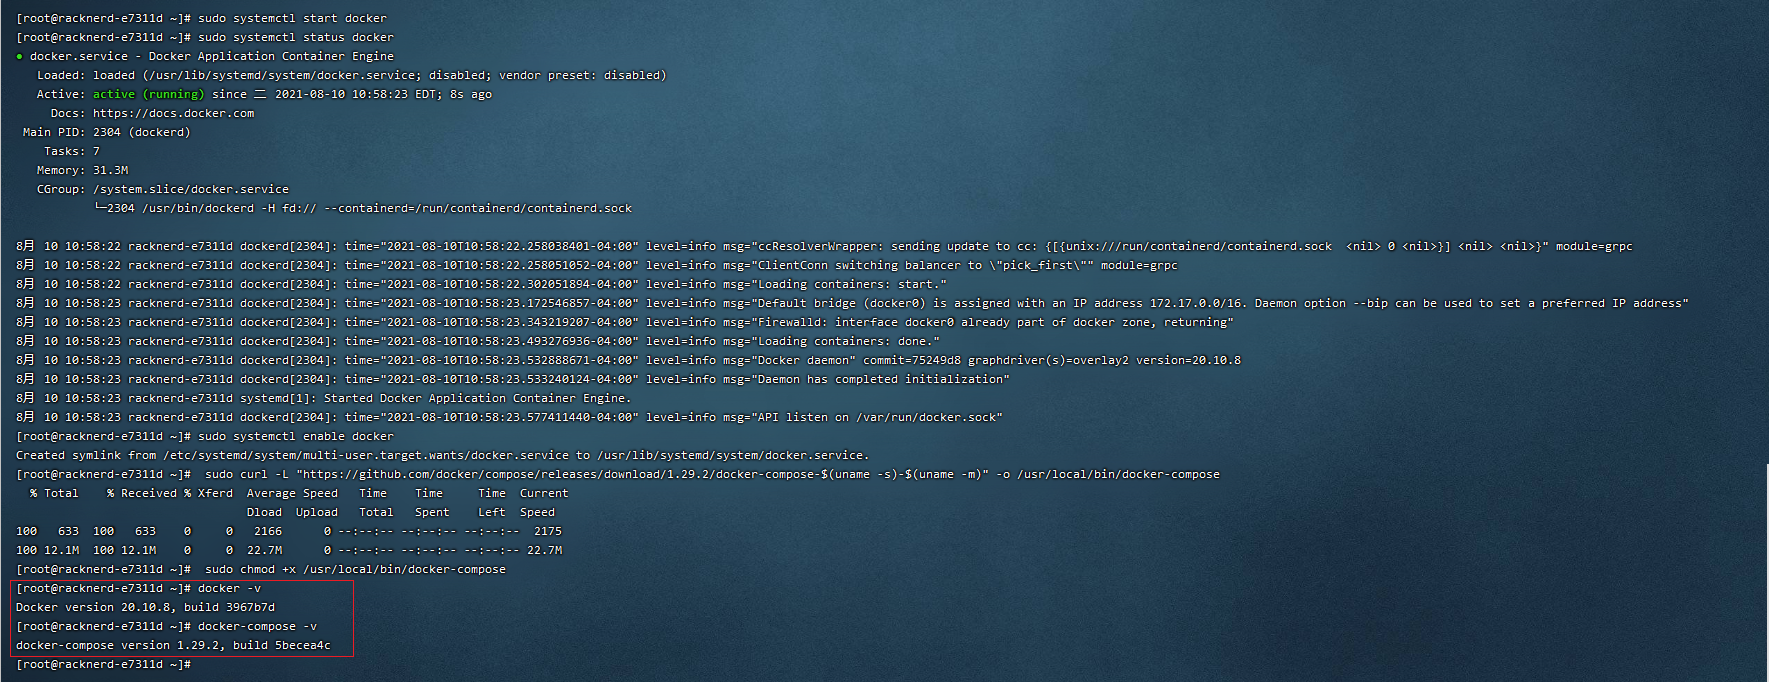 [root@racknerd-e7311d ~]# sudo systemctl start docker
[root@racknerd-e7311d ~]# sudo systemctl status docker
● docker.service - Docker Application Container Engine
   Loaded: loaded (/usr/lib/systemd/system/docker.service; disabled; vendor preset: disabled)
   Active: active (running) since 二 2021-08-10 10:58:23 EDT; 8s ago
     Docs: https://docs.docker.com
 Main PID: 2304 (dockerd)
    Tasks: 7
   Memory: 31.3M
   CGroup: /system.slice/docker.service
           └─2304 /usr/bin/dockerd -H fd:// --containerd=/run/containerd/containerd.sock
8月 10 10:58:22 racknerd-e7311d dockerd[2304]: time="2021-08-10T10:58:22.258038401-04:00" level=info msg="ccResolverWrapper: sending update to cc: {[{unix:///run/containerd/containerd.sock  <nil> 0 <nil>}] <nil> <nil>}" module=grpc
8月 10 10:58:22 racknerd-e7311d dockerd[2304]: time="2021-08-10T10:58:22.258051052-04:00" level=info msg="ClientConn switching balancer to \"pick_first\"" module=grpc
8月 10 10:58:22 racknerd-e7311d dockerd[2304]: time="2021-08-10T10:58:22.302051894-04:00" level=info msg="Loading containers: start."
8月 10 10:58:23 racknerd-e7311d dockerd[2304]: time="2021-08-10T10:58:23.172546857-04:00" level=info msg="Default bridge (docker0) is assigned with an IP address 172.17.0.0/16. Daemon option --bip can be used to set a preferred IP address"
8月 10 10:58:23 racknerd-e7311d dockerd[2304]: time="2021-08-10T10:58:23.343219207-04:00" level=info msg="Firewalld: interface docker0 already part of docker zone, returning"
8月 10 10:58:23 racknerd-e7311d dockerd[2304]: time="2021-08-10T10:58:23.493276936-04:00" level=info msg="Loading containers: done."
8月 10 10:58:23 racknerd-e7311d dockerd[2304]: time="2021-08-10T10:58:23.532888671-04:00" level=info msg="Docker daemon" commit=75249d8 graphdriver(s)=overlay2 version=20.10.8
8月 10 10:58:23 racknerd-e7311d dockerd[2304]: time="2021-08-10T10:58:23.533240124-04:00" level=info msg="Daemon has completed initialization"
8月 10 10:58:23 racknerd-e7311d systemd[1]: Started Docker Application Container Engine.
8月 10 10:58:23 racknerd-e7311d dockerd[2304]: time="2021-08-10T10:58:23.577411440-04:00" level=info msg="API listen on /var/run/docker.sock"
[root@racknerd-e7311d ~]# sudo systemctl enable docker
Created symlink from /etc/systemd/system/multi-user.target.wants/docker.service to /usr/lib/systemd/system/docker.service.
[root@racknerd-e7311d ~]#  sudo curl -L "https://github.com/docker/compose/releases/download/1.29.2/docker-compose-$(uname -s)-$(uname -m)" -o /usr/local/bin/docker-compose
  % Total    % Received % Xferd  Average Speed   Time    Time     Time  Current
                                 Dload  Upload   Total   Spent    Left  Speed
100   633  100   633    0     0   2166      0 --:--:-- --:--:-- --:--:--  2175
100 12.1M  100 12.1M    0     0  22.7M      0 --:--:-- --:--:-- --:--:-- 22.7M
[root@racknerd-e7311d ~]#  sudo chmod +x /usr/local/bin/docker-compose
[root@racknerd-e7311d ~]# docker -v
Docker version 20.10.8, build 3967b7d
[root@racknerd-e7311d ~]# docker-compose -v
docker-compose version 1.29.2, build 5becea4c
[root@racknerd-e7311d ~]#